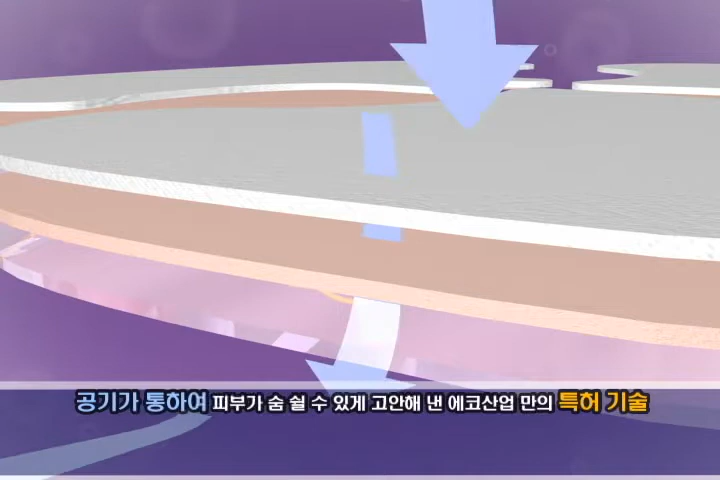 공기가 통하여 피부가 숨 쉴 수 있게 고안해 낸 에코산업 만의 특허 기술